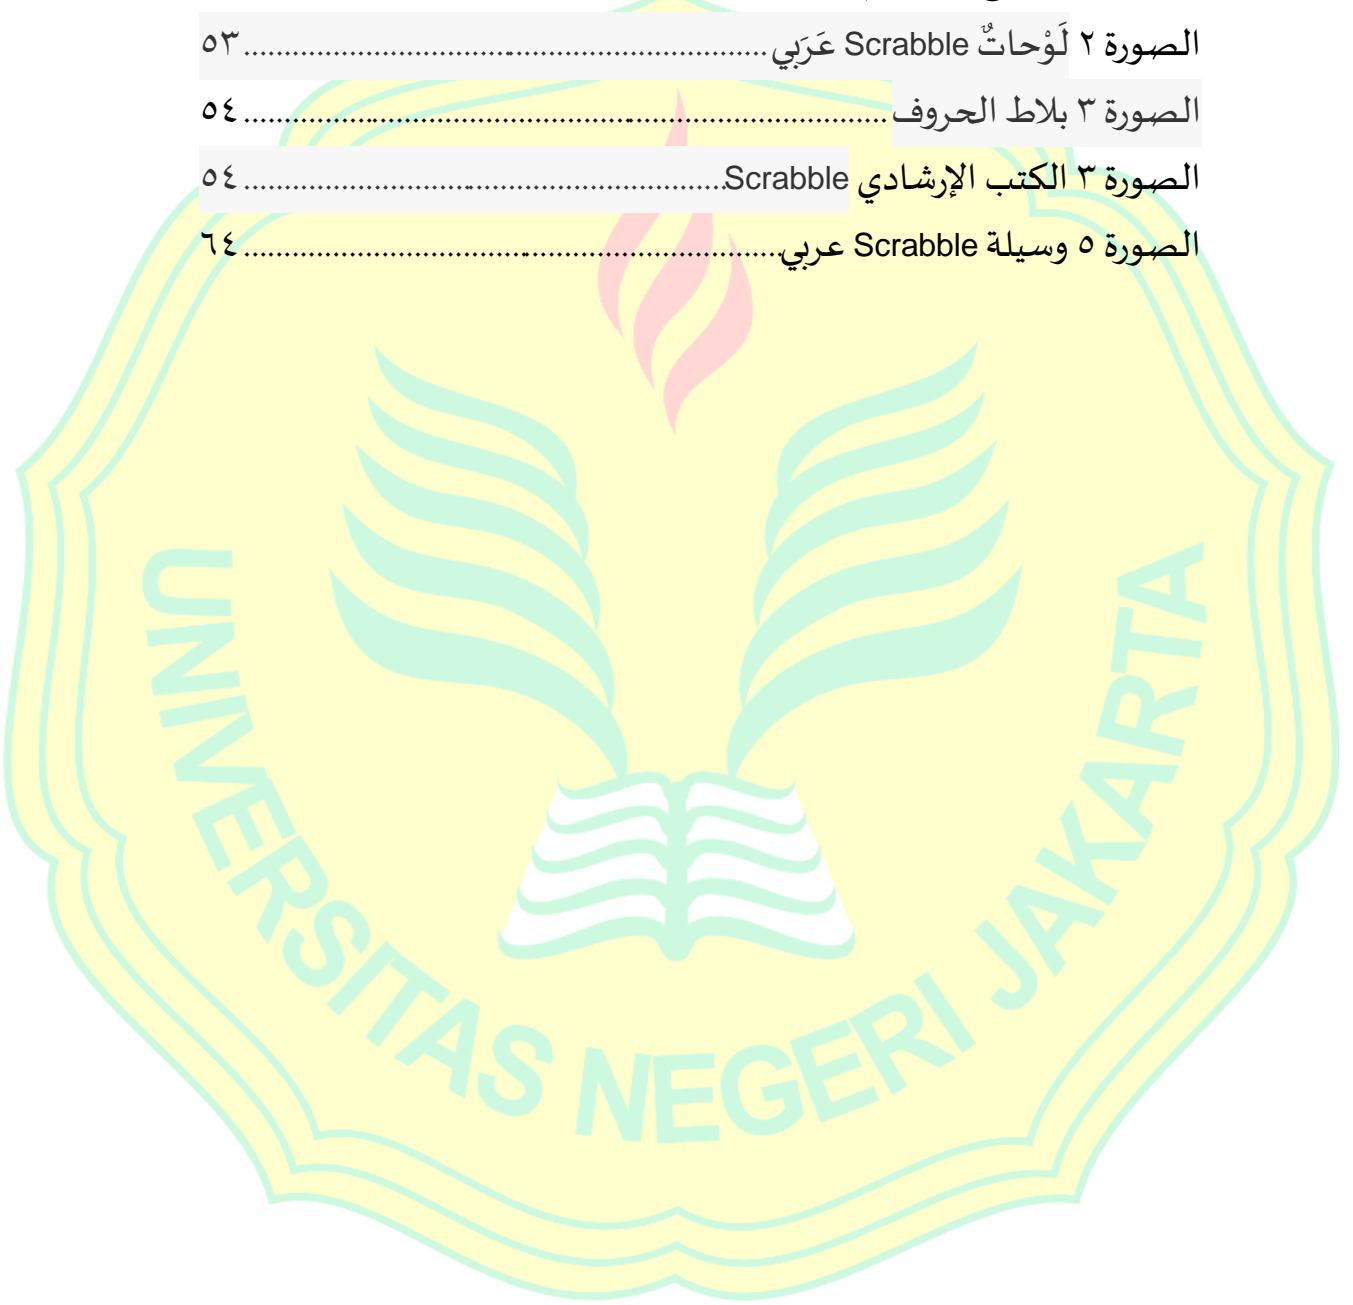 الصورة ٢ لَوْحاتٌ Scrabble عَرَبي ................................................................ ٥٣
الصورة ٣ بلاط الحروف ................................................................................ ٥٤
الصورة ٣ الكتب الإرشادي Scrabble ............................................................ ٥٤
الصورة ٥ وسيلة Scrabble عربي .................................................................. ٦٤
UNIVERSITAS NEGERI JAKARTA